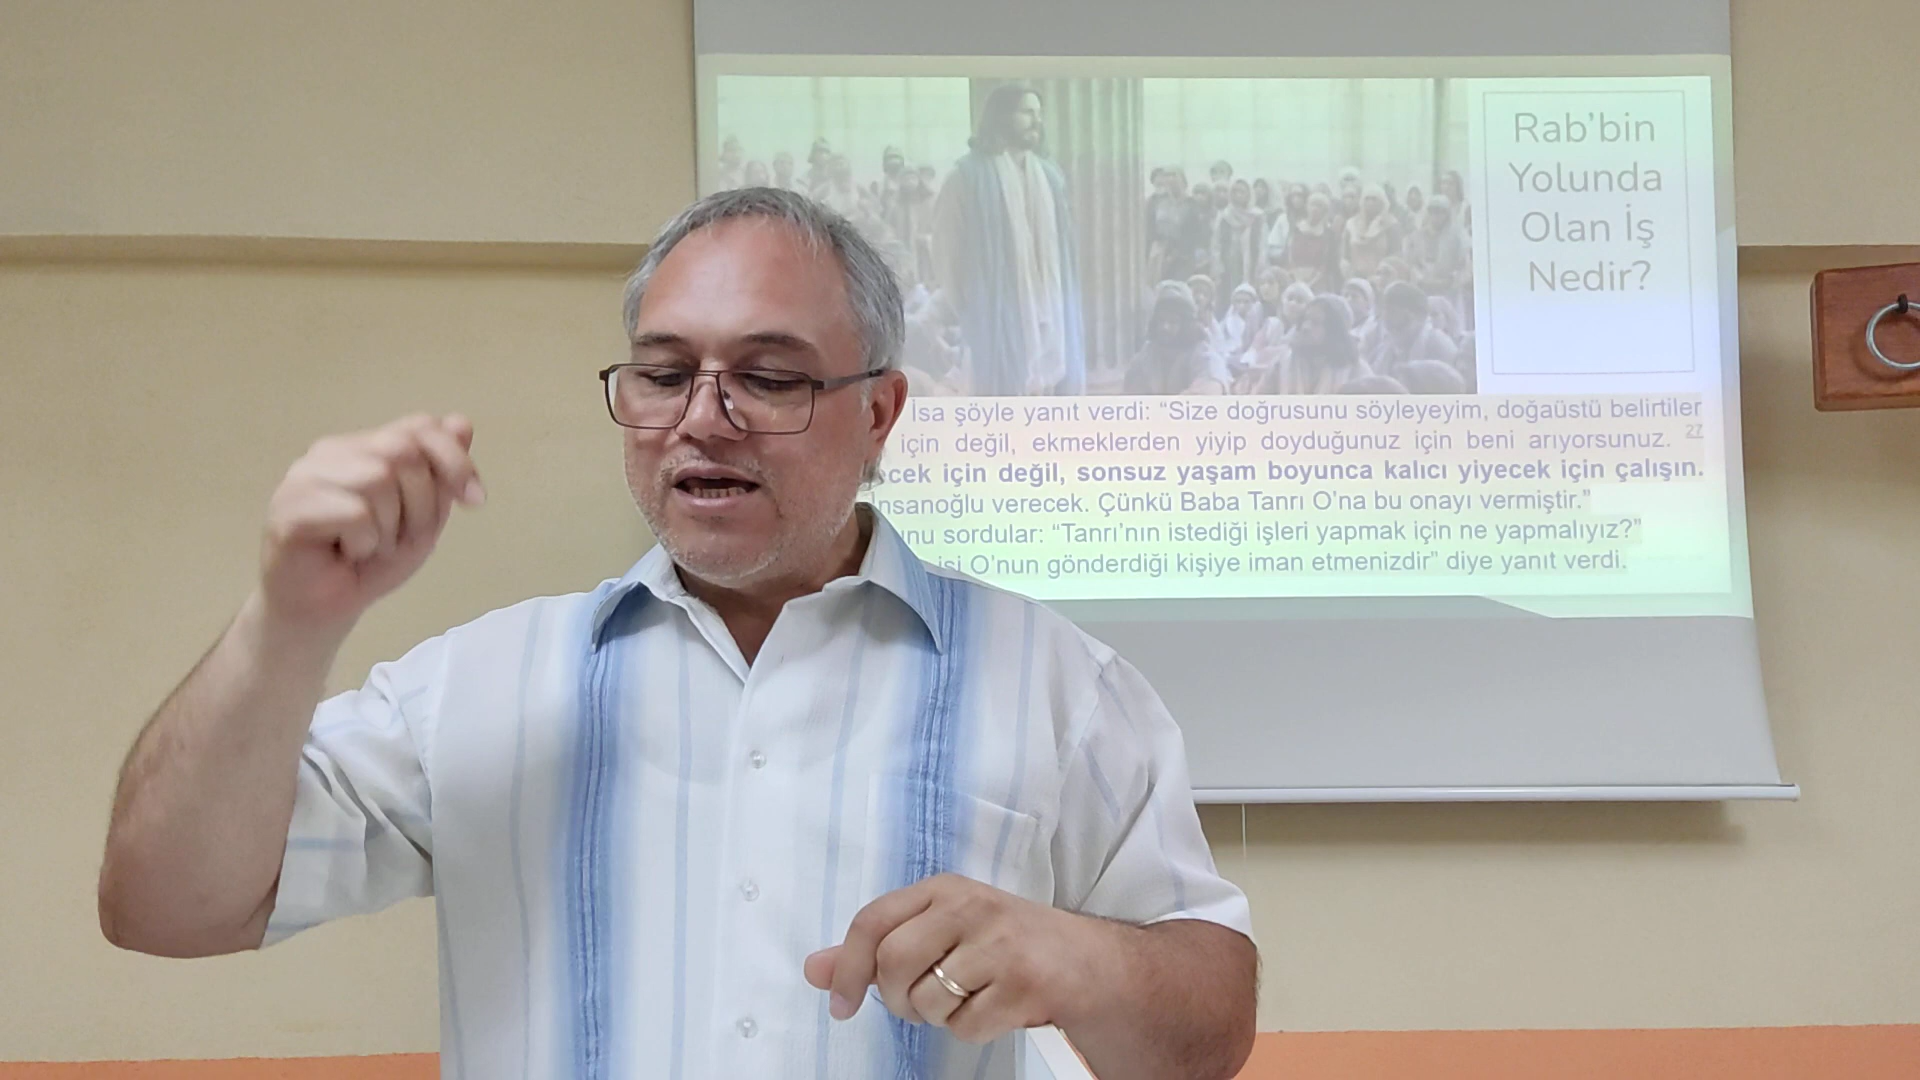 Rab’bin
Yolunda
Olan İş
Nedir?
İsa şöyle yanıt verdi: “Size doğrusunu söyleyeyim, doğaüstü belirtiler
için değil, ekmeklerden yiyip doyduğunuz için beni arıyorsunuz. 27
için değil, sonsuz yaşam boyunca kalıcı yiyecek için çalışın.
verecek. Çünkü Baba Tanrı O’na bu onayı vermiştir.”
sordular: “Tanrı’nın istediği işleri yapmak için ne yapmalıyız?”
O’nun gönderdiği kişiye iman etmenizdir” diye yanıt verdi.